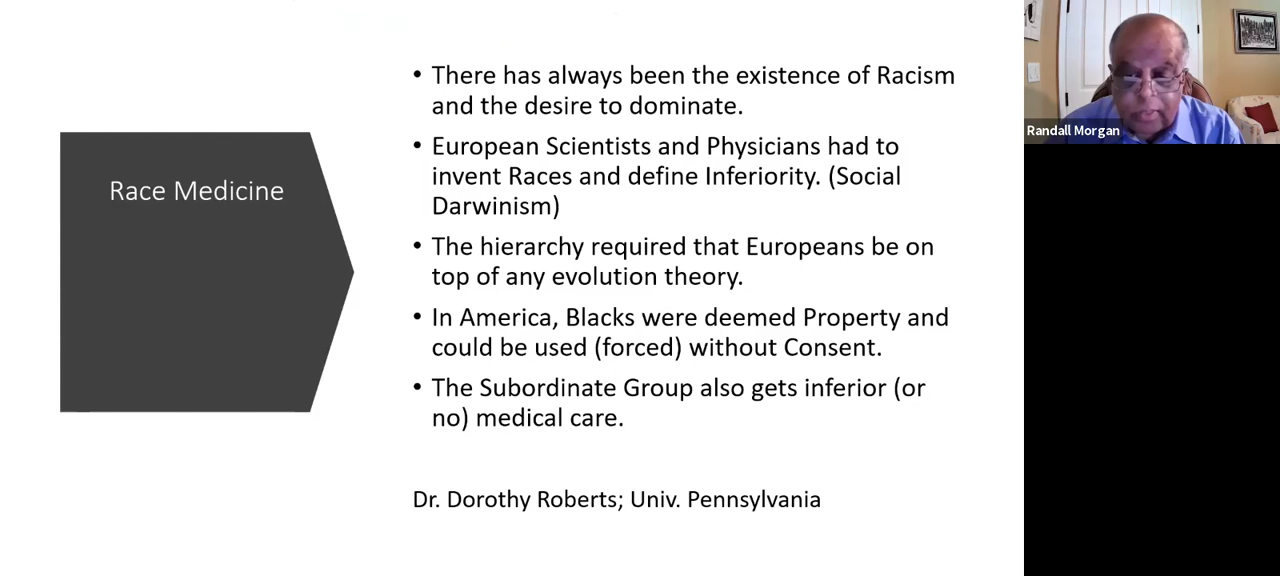 Race Medicine
• There has always been the existence of Racism
and the desire to dominate.
• European Scientists and Physicians had to
invent Races and define Inferiority. (Social
Darwinism)
• The hierarchy required that Europeans be on
top of any evolution theory.
• In America, Blacks were deemed Property and
could be used (forced) without Consent.
• The Subordinate Group also gets inferior (or
no) medical care.
Dr. Dorothy Roberts; Univ. Pennsylvania
Randall Morgan